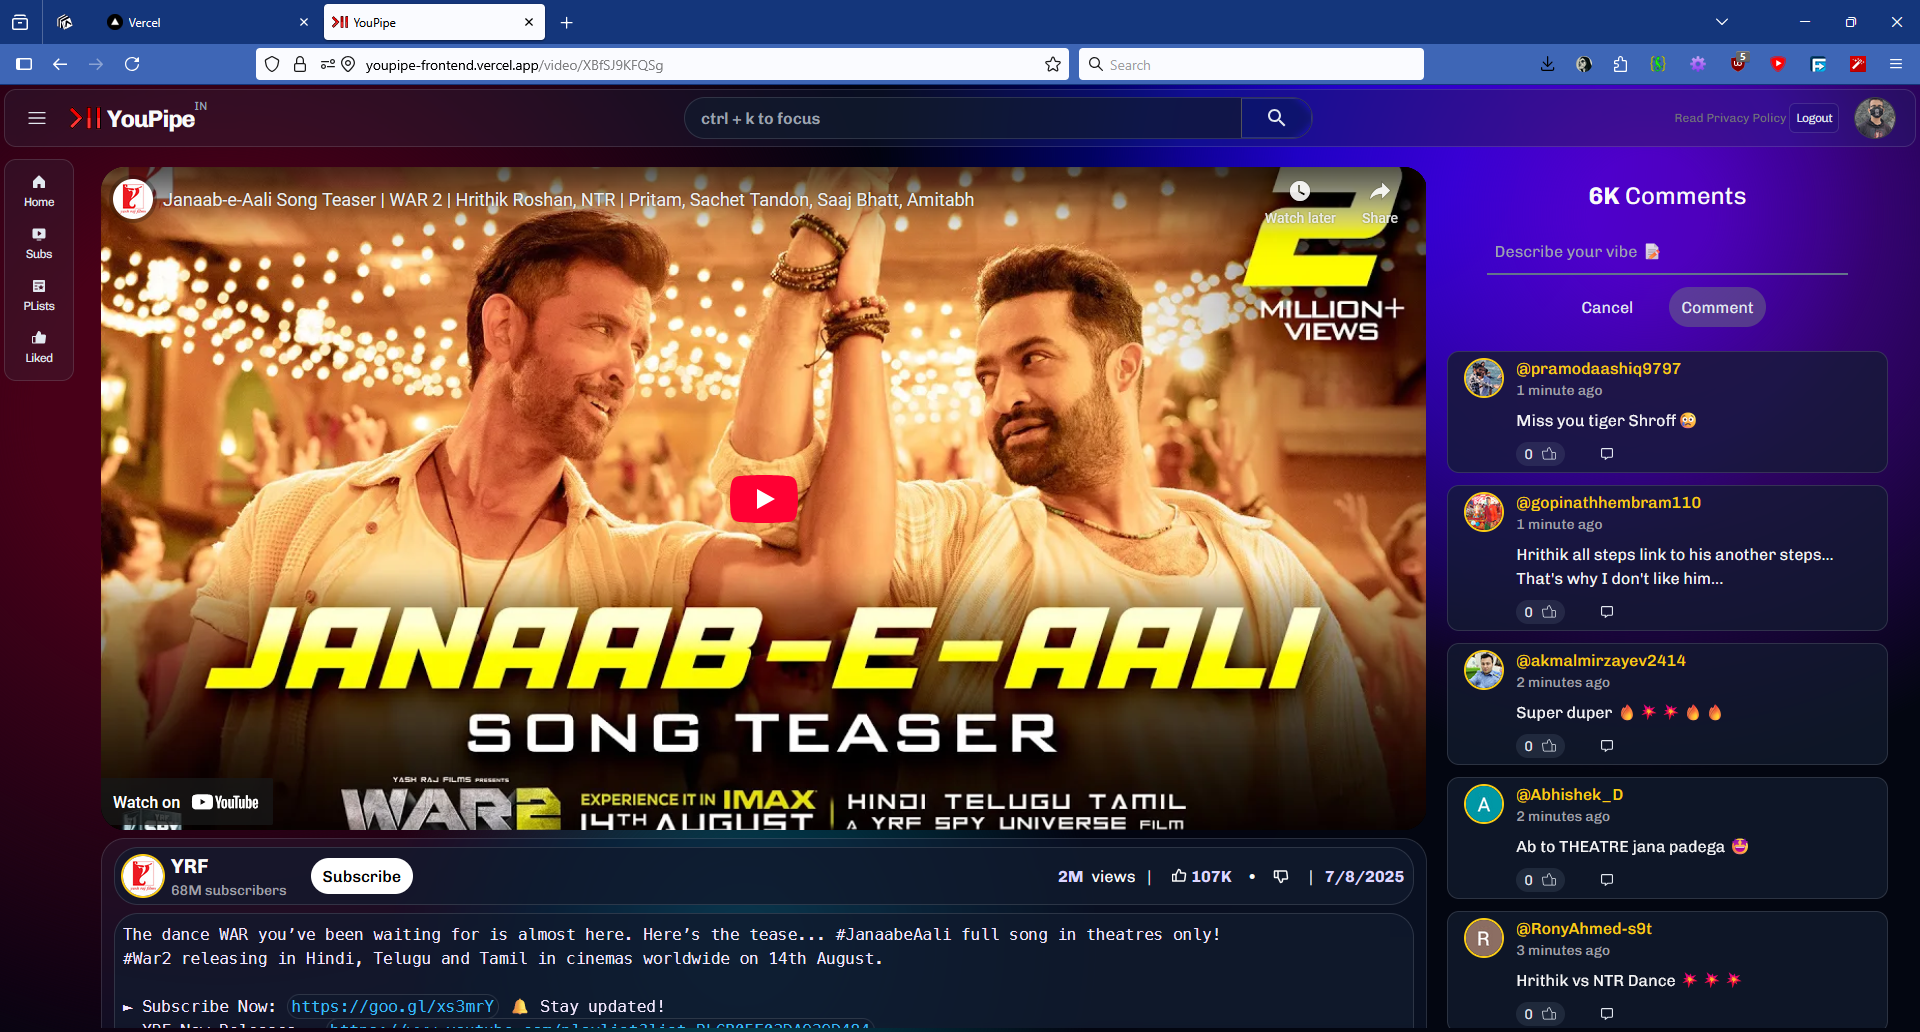 Vercel
YouPipe
youpipe-frontend.vercel.app/video/XBfSJ9KFQSg
Search
5
YouPipe IN
ctrl + k to focus
Read Privacy Policy
Logout
Home
Subs
PLists
Liked
Janaab-e-Aali Song Teaser | WAR 2 | Hrithik Roshan, NTR | Pritam, Sachet Tandon, Saaj Bhatt, Amitabh
Watch later
Share
2
MILLION+
VIEWS
JANAAB-E-AALI
SONG TEASER
YASH RAJ FILMS PRESENTS
WAR 2
EXPERIENCE IT IN IMAX
14TH AUGUST
HINDI TELUGU TAMIL
A YRF SPY UNIVERSE FILM
Watch on YouTube
YRF
68M subscribers
Subscribe
2M views | 107K • | 7/8/2025
The dance WAR you’ve been waiting for is almost here. Here’s the tease... #JanaabeAali full song in theatres only!
#War2 releasing in Hindi, Telugu and Tamil in cinemas worldwide on 14th August.
► Subscribe Now: https://goo.gl/xs3mrY 🔔 Stay updated!
6K Comments
Describe your vibe 📝
Cancel
Comment
@pramodaashiq9797
1 minute ago
Miss you tiger Shroff 😳
0
@gopinathhembram110
1 minute ago
Hrithik all steps link to his another steps...
That's why I don't like him...
0
@akmalmirzayev2414
2 minutes ago
Super duper 🔥💥💥🔥🔥
0
A
@Abhishek_D
2 minutes ago
Ab to THEATRE jana padega 🤩
0
R
@RonyAhmed-s9t
3 minutes ago
Hrithik vs NTR Dance 💥💥💥
0